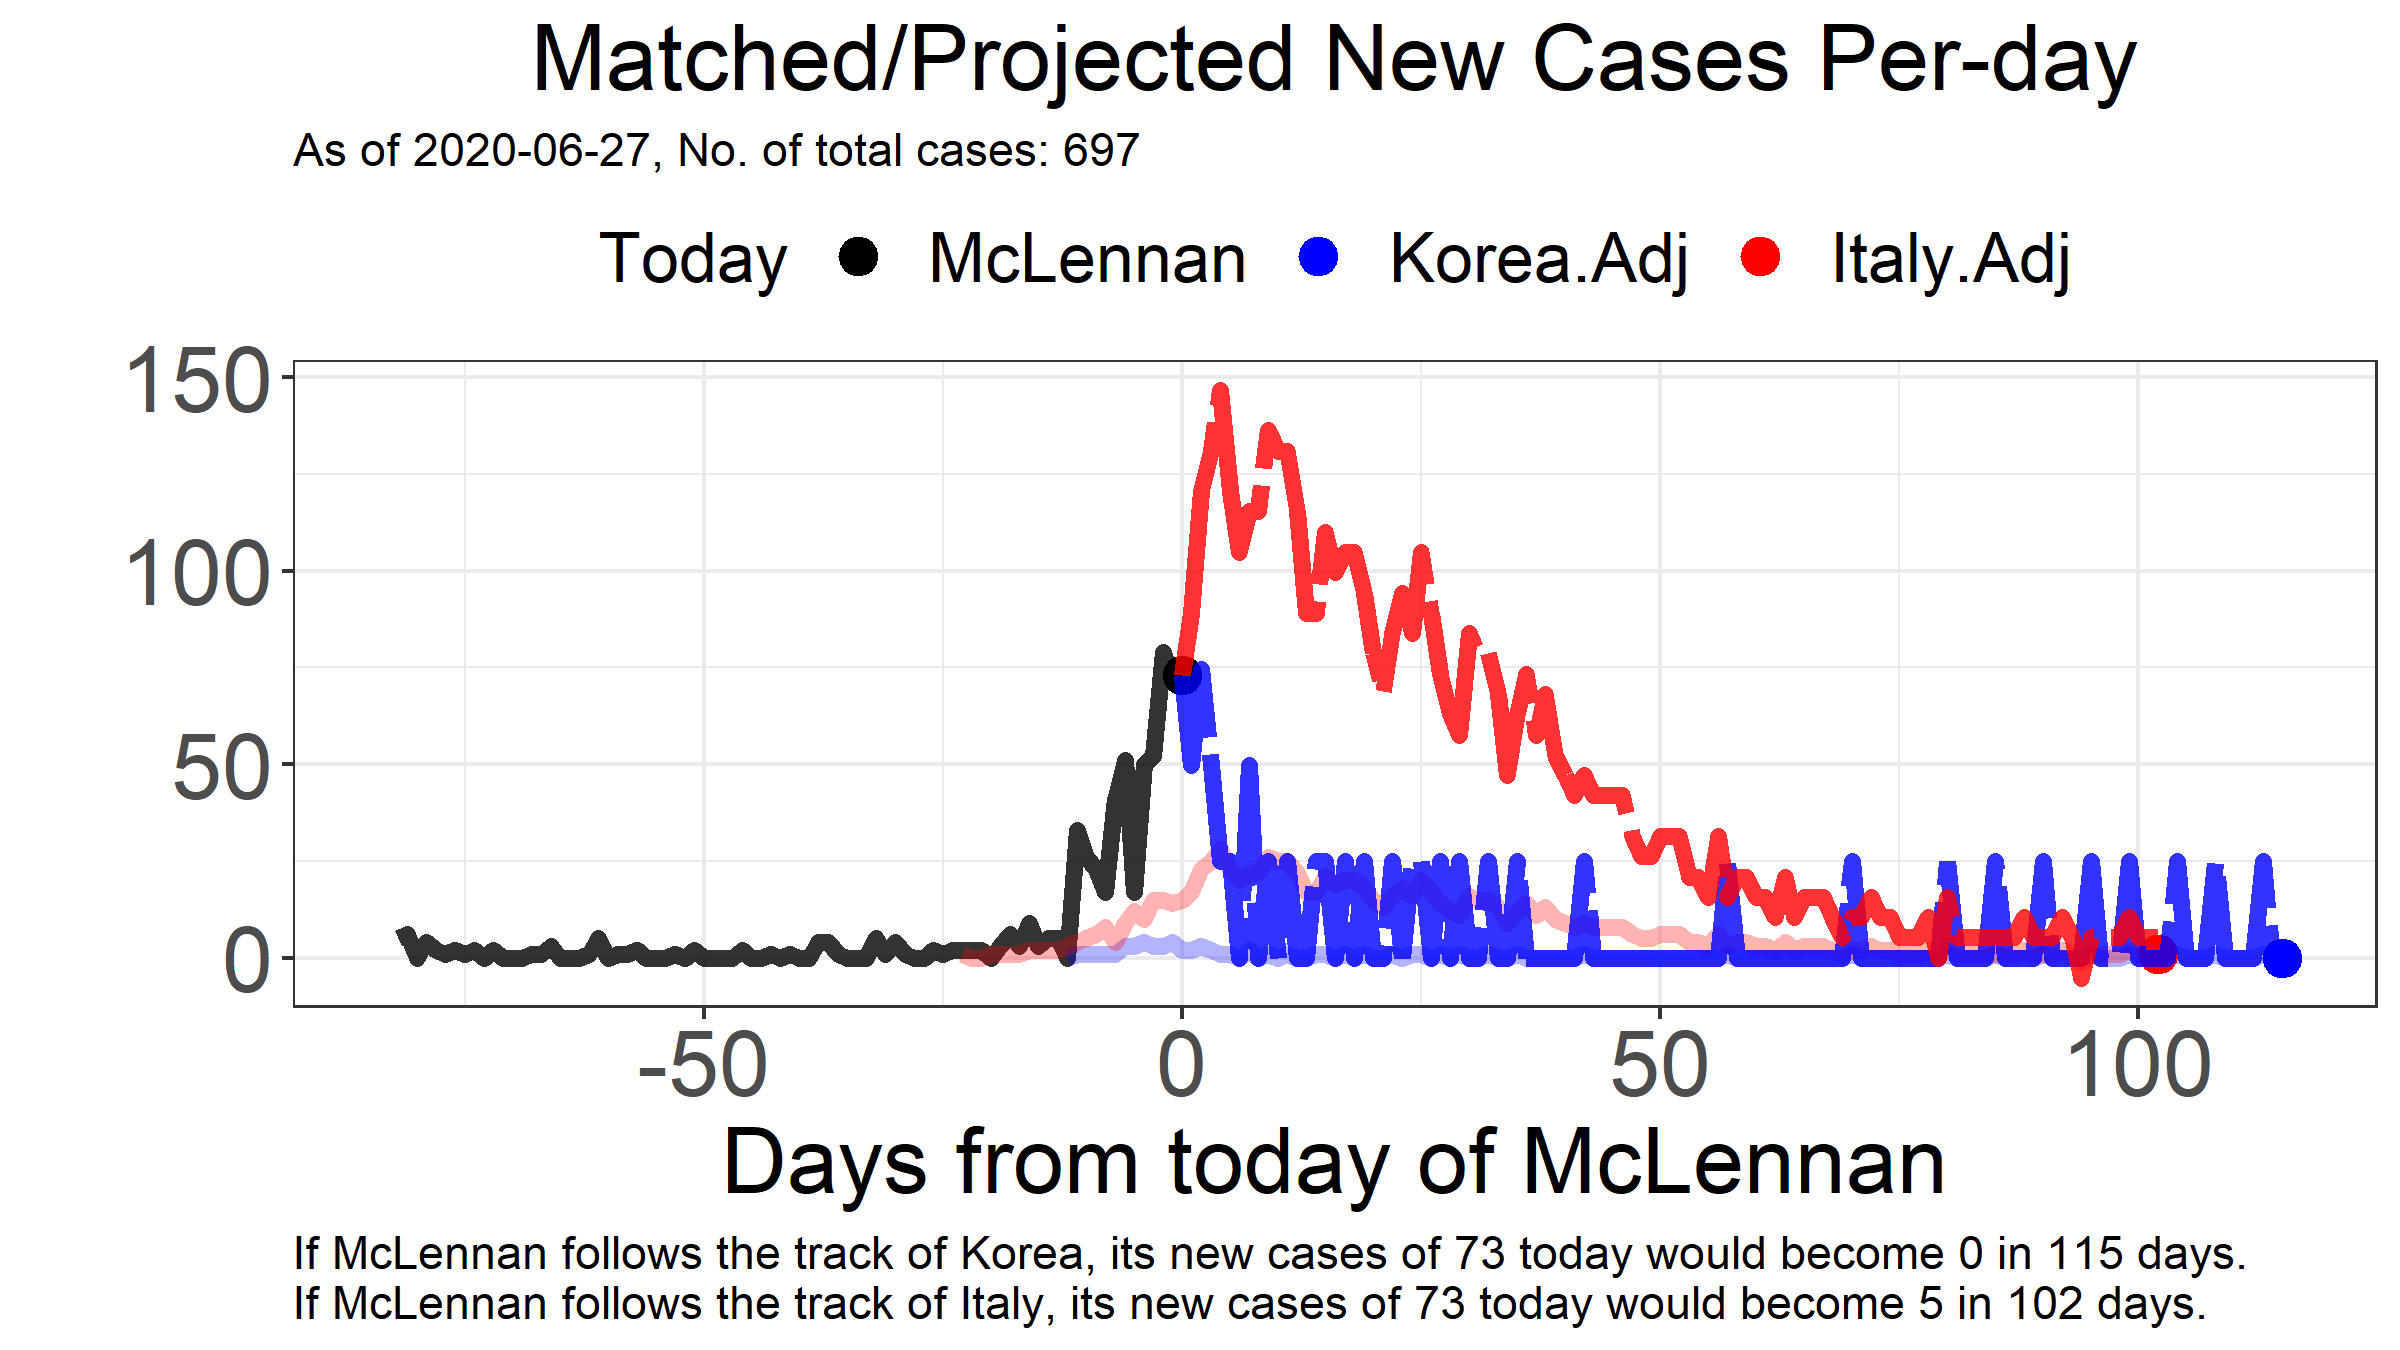 Matched/Projected New Cases Per-day
As of 2020-06-27, No. of total cases: 697
Today McLennan Korea.Adj Italy.Adj
150
100
50
0
-50 0 50 100
Days from today of McLennan
If McLennan follows the track of Korea, its new cases of 73 today would become 0 in 115 days.
If McLennan follows the track of Italy, its new cases of 73 today would become 5 in 102 days.